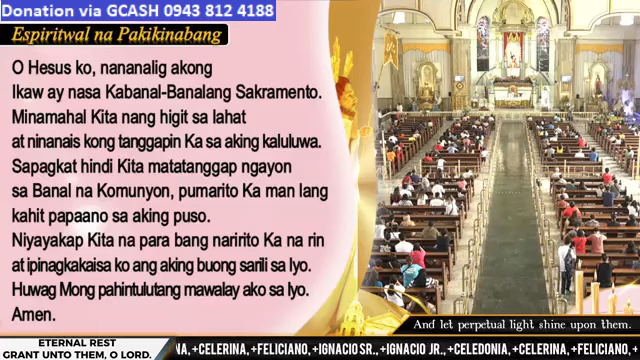 Donation via GCASH 0943 812 4188
Espiritwal na Pakikinabang
O Hesus ko, nananalig akong
Ikaw ay nasa Kabanal-Banalang Sakramento.
Minamahal Kita nang higit sa lahat
at ninanais kong tanggapin Ka sa aking kaluluwa.
Sapagkat hindi Kita matatanggap ngayon
sa Banal na Komunyon, pumarito Ka man lang
kahit papaano sa aking puso.
Niyayakap Kita na para bang naririto Ka na rin
at ipinagkakaisa ko ang aking buong sarili sa Iyo.
Huwag Mong pahintulutang mawalay ako sa Iyo.
Amen.
And let perpetual light shine upon them.
ETERNAL REST
GRANT UNTO THEM, O LORD.
NA, +CELERINA, +FELICIANO, +IGNACIO SR., +IGNACIO JR., +CELEDONIA, +CELERINA, +FELICIANO, +